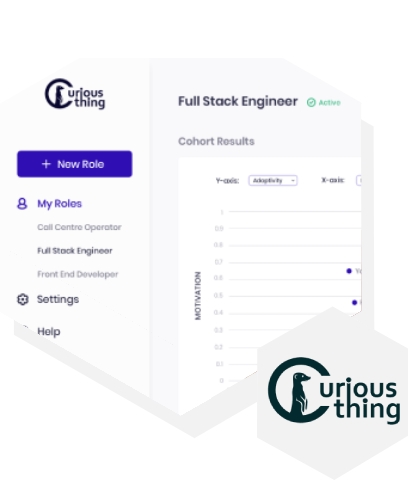 Curious
thing
Full Stack Engineer Active
Cohort Results
+ New Role
Y-axis: Adaptivity X-axis:
My Roles
Call Centre Operator
Full Stack Engineer
Front End Developer
Settings
Help
MOTIVATION
1
0.9
0.8
0.7
0.6
0.5
0.4
0.3
0.2
0.1
0
Curious
thing